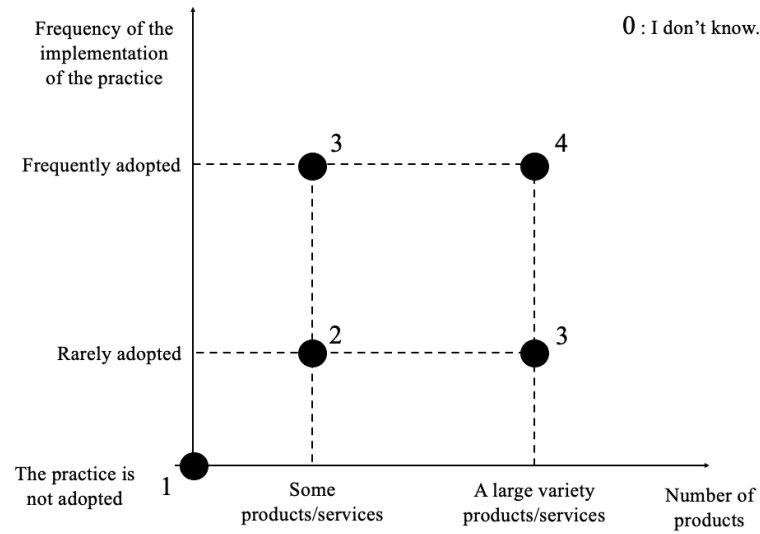 Frequency of the
implementation
of the practice
0 : I don’t know.
3
4
Frequently adopted
2
3
Rarely adopted
The practice is
not adopted
1
Some
products/services
A large variety
products/services
Number of
products